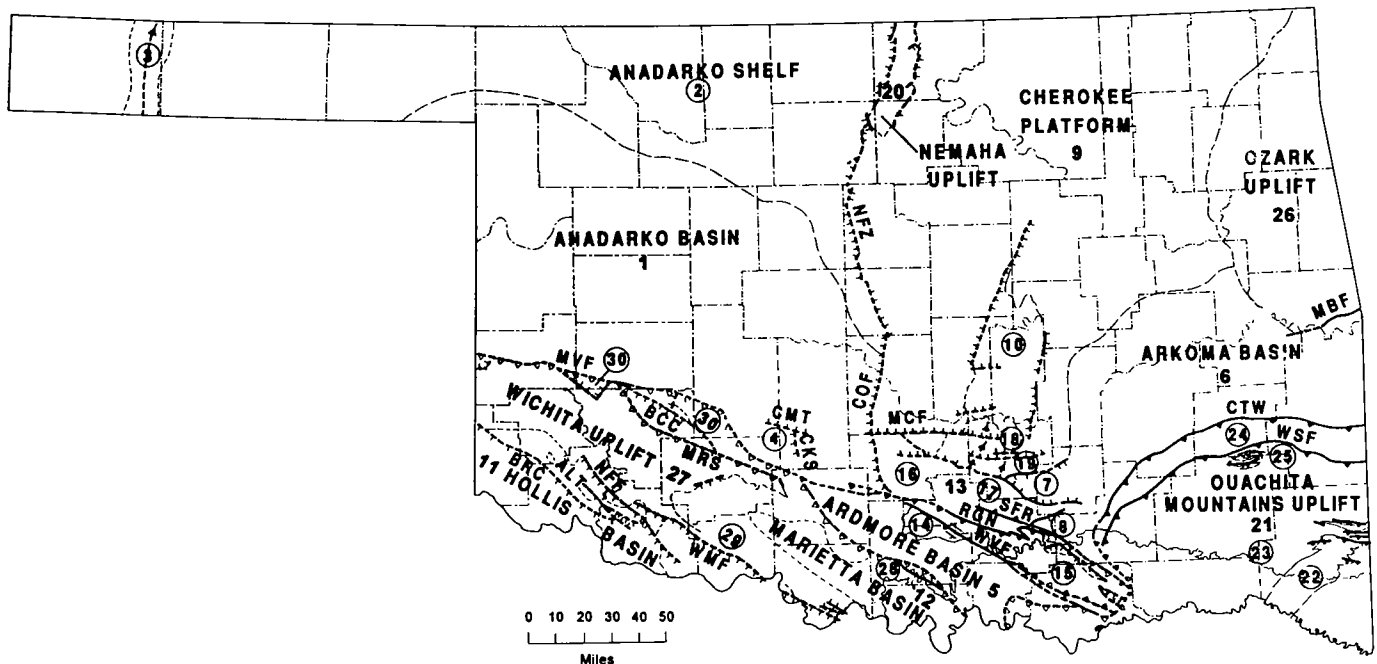 3
ANADARKO SHELF
2
20
CHEROKEE
PLATFORM
9
NEMAHA
UPLIFT
OZARK
UPLIFT
26
NFZ
ANADARKO BASIN
1
MBF
10
ARKOMA BASIN
6
MVF
30
COF
CTW
WICHITA UPLIFT
27
BCC
30
CMT
4
CKS
MCF
18
24
WSF
25
MRS
19
16
13
17
7
OUACHITA
MOUNTAINS UPLIFT
21
BRC
ALT
NFZ
11 HOLLIS
BASIN
SFR
RGN
8
14
WVF
ARDMORE BASIN 5
29
WMF
MARIETTA
BASIN
12
28
15
23
22
0 10 20 30 40 50
Miles